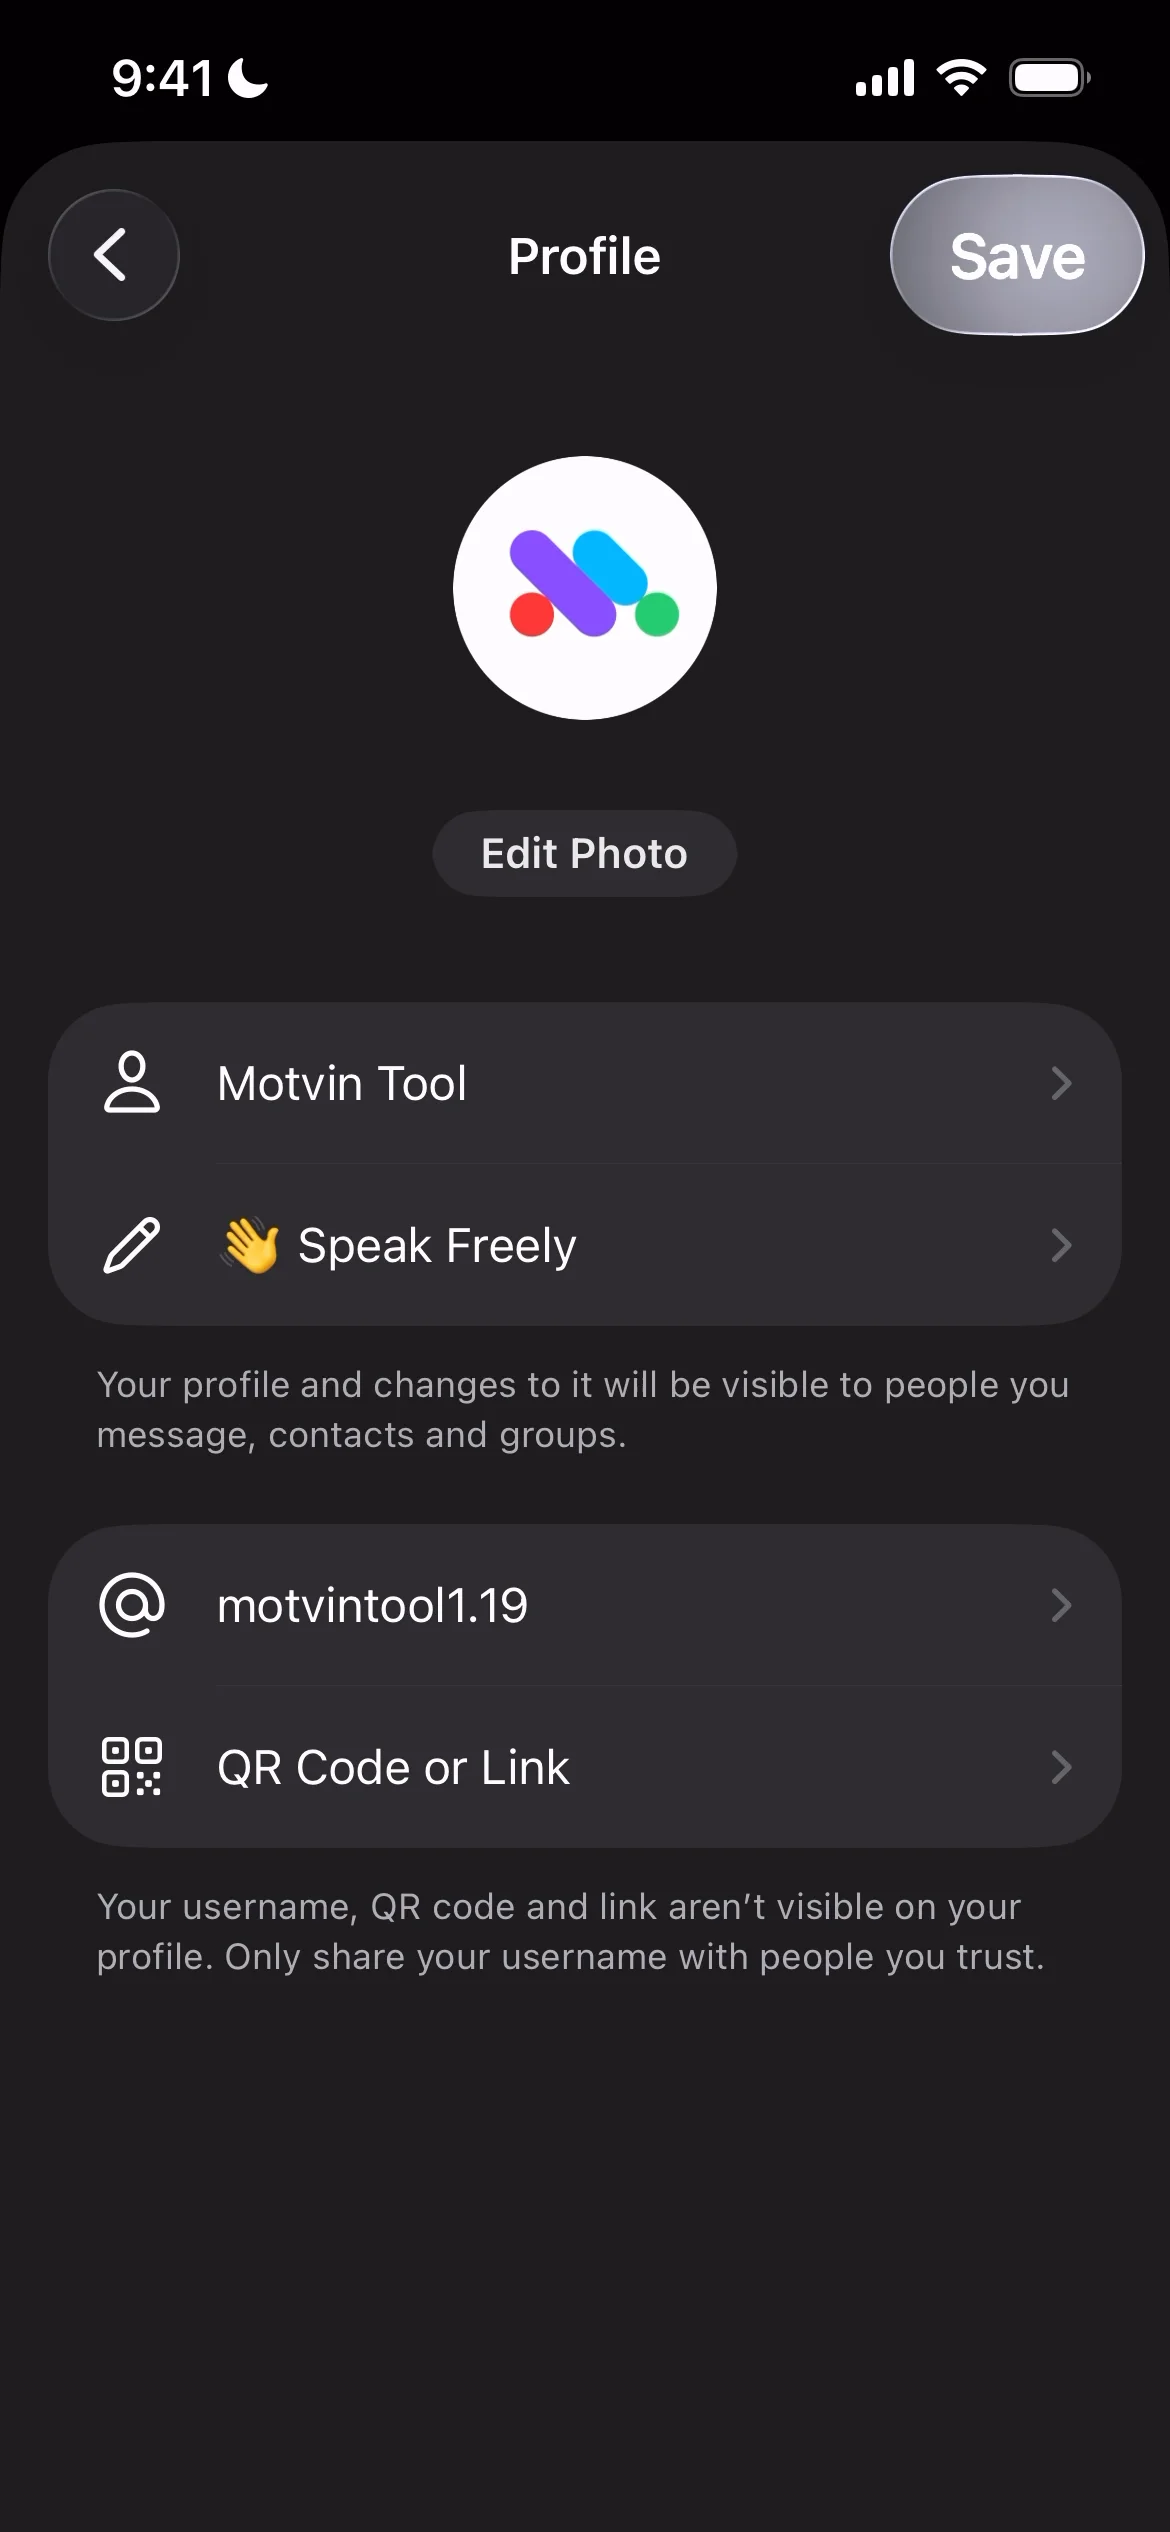 9:41
Profile
Save
Edit Photo
Motvin Tool
👋 Speak Freely
Your profile and changes to it will be visible to people you
message, contacts and groups.
motvintool1.19
QR Code or Link
Your username, QR code and link aren’t visible on your
profile. Only share your username with people you trust.